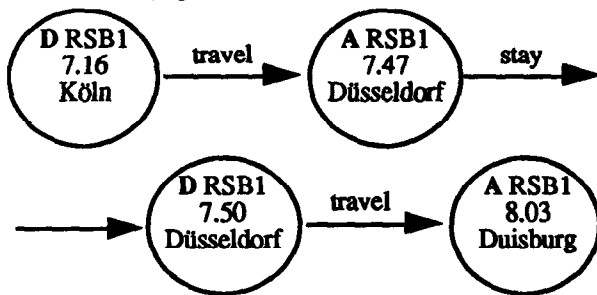 D RSB1
7.16
Köln
travel
A RSB1
7.47
Düsseldorf
stay
D RSB1
7.50
Düsseldorf
travel
A RSB1
8.03
Duisburg